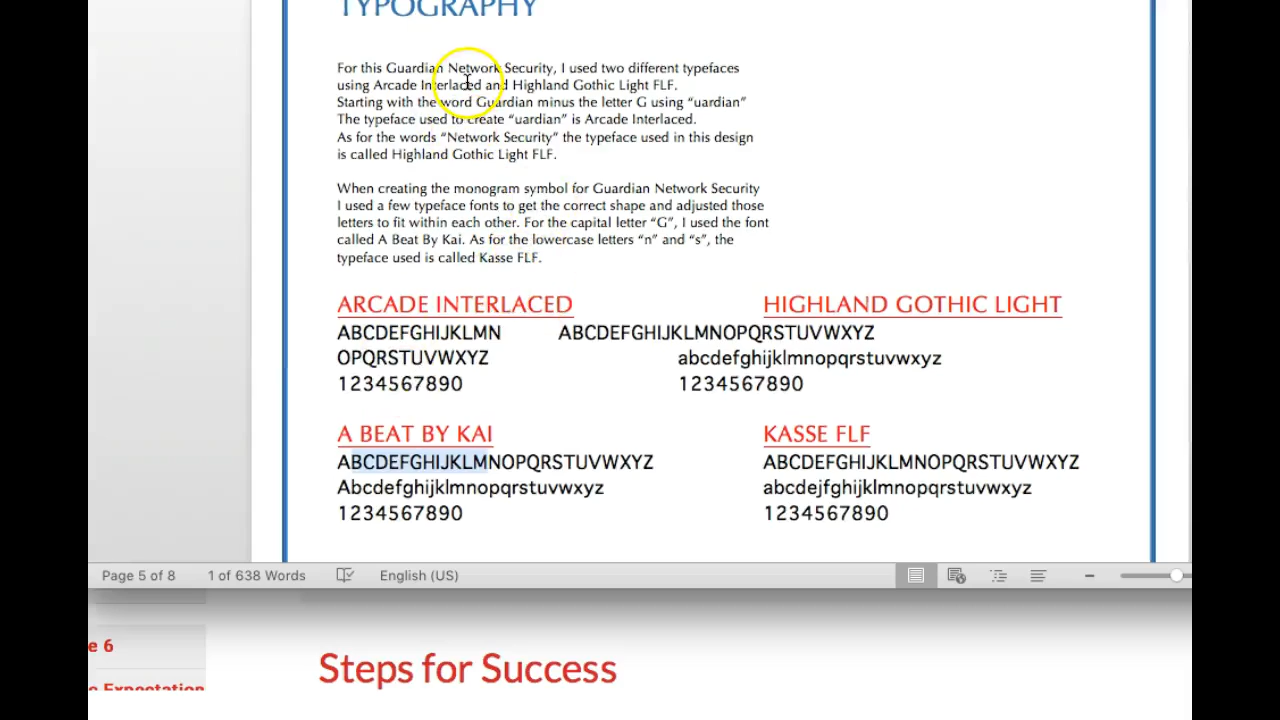 TYPOGRAPHY
For this Guardian Network Security, I used two different typefaces
using Arcade Interlaced and Highland Gothic Light FLF.
Starting with the word Guardian minus the letter G using “uardian”
The typeface used to create “uardian” is Arcade Interlaced.
As for the words “Network Security” the typeface used in this design
is called Highland Gothic Light FLF.
When creating the monogram symbol for Guardian Network Security
I used a few typeface fonts to get the correct shape and adjusted those
letters to fit within each other. For the capital letter “G”, I used the font
called A Beat By Kai. As for the lowercase letters “n” and “s”, the
typeface used is called Kasse FLF.
ARCADE INTERLACED HIGHLAND GOTHIC LIGHT
ABCDEFGHIJKLMN ABCDEFGHIJKLMNOPQRSTUVWXYZ
OPQRSTUVWXYZ abcdefghijklmnopqrstuvwxyz
1234567890 1234567890
A BEAT BY KAI KASSE FLF
ABCDEFGHIJKLMNOPQRSTUVWXYZ ABCDEFGHIJKLMNOPQRSTUVWXYZ
Abcdefghijklmnopqrstuvwxyz abcdejfghijklmnopqrstuvwxyz
1234567890 1234567890
Page 5 of 8 1 of 638 Words English (US)
e 6
Steps for Success
e Expectation